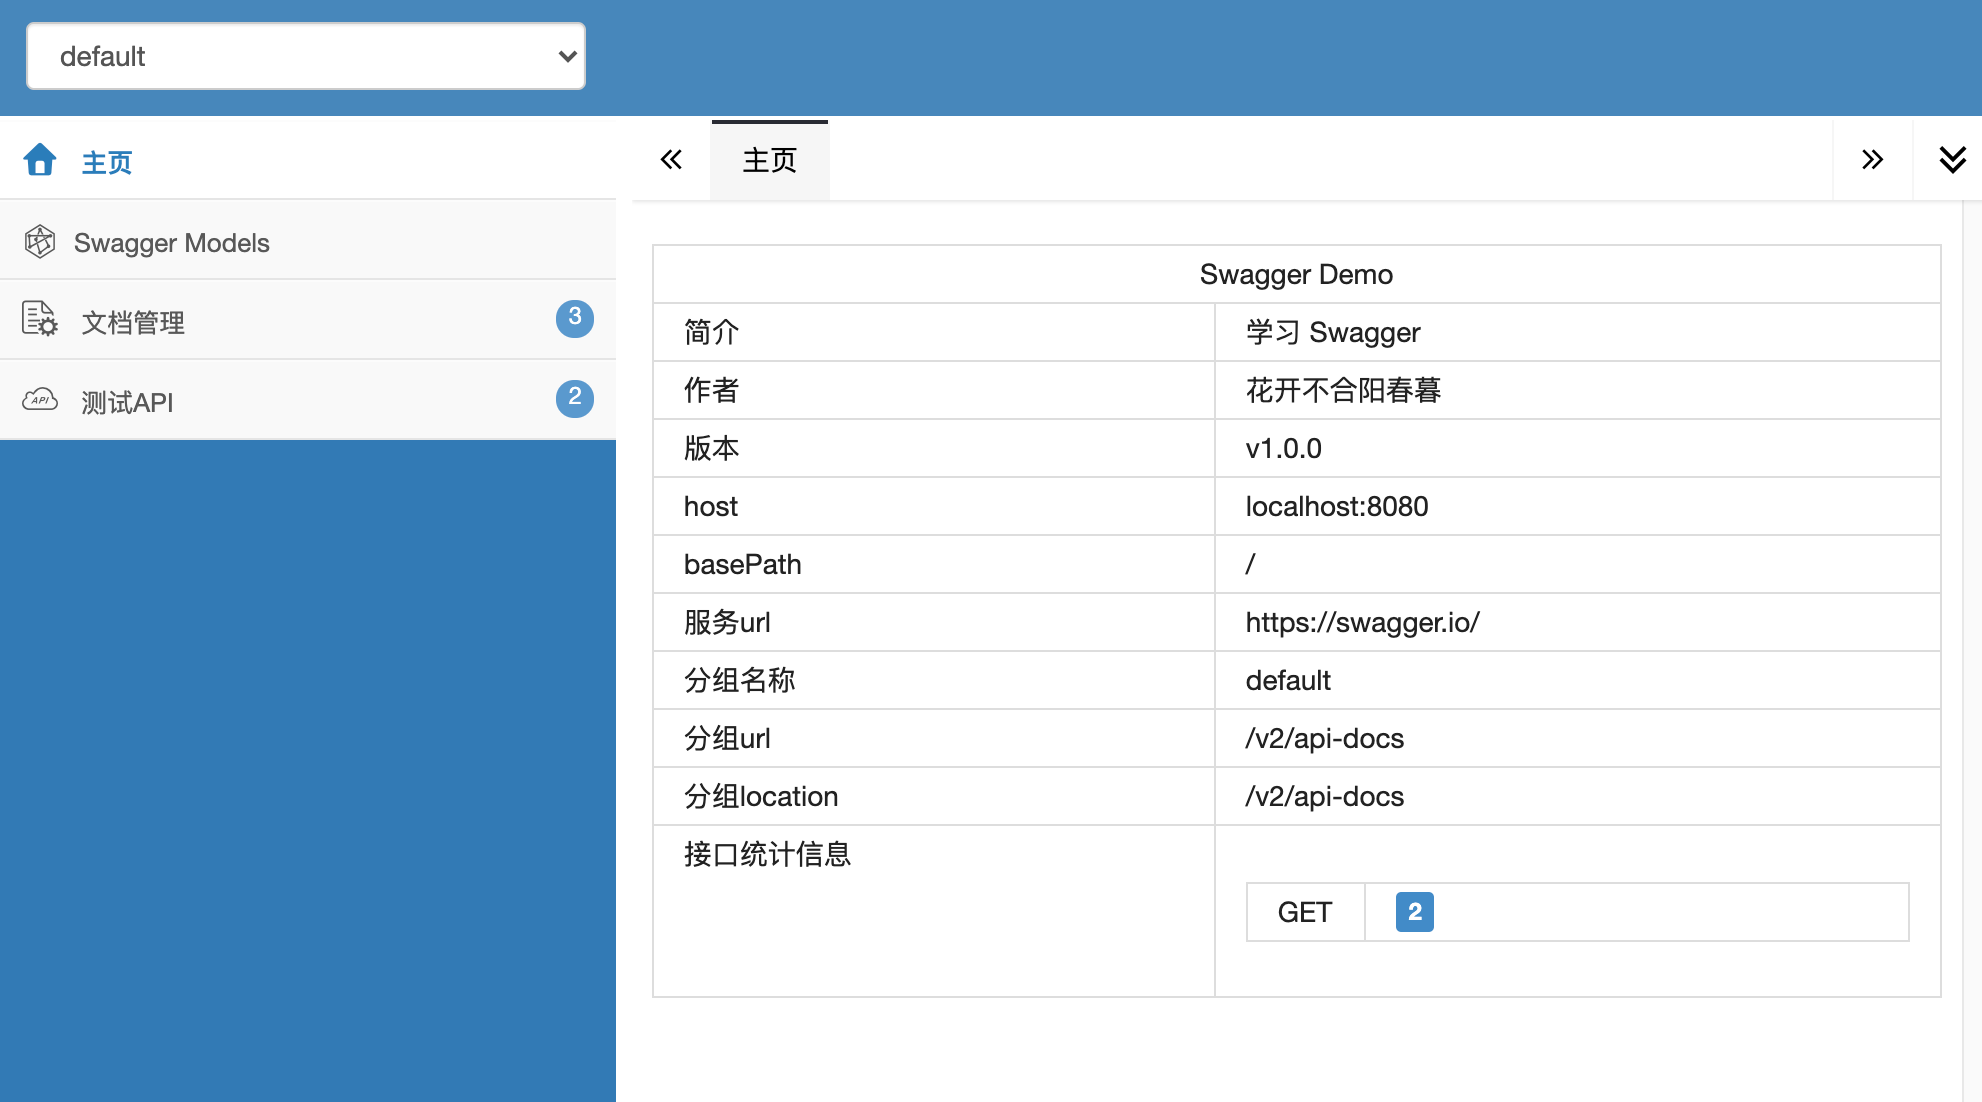 default
主页
Swagger Models
文档管理 3
API
测试API 2
主页
Swagger Demo
简介 学习 Swagger
作者 花开不合阳春暮
版本 v1.0.0
host localhost:8080
basePath /
服务url https://swagger.io/
分组名称 default
分组url /v2/api-docs
分组location /v2/api-docs
接口统计信息
GET 2